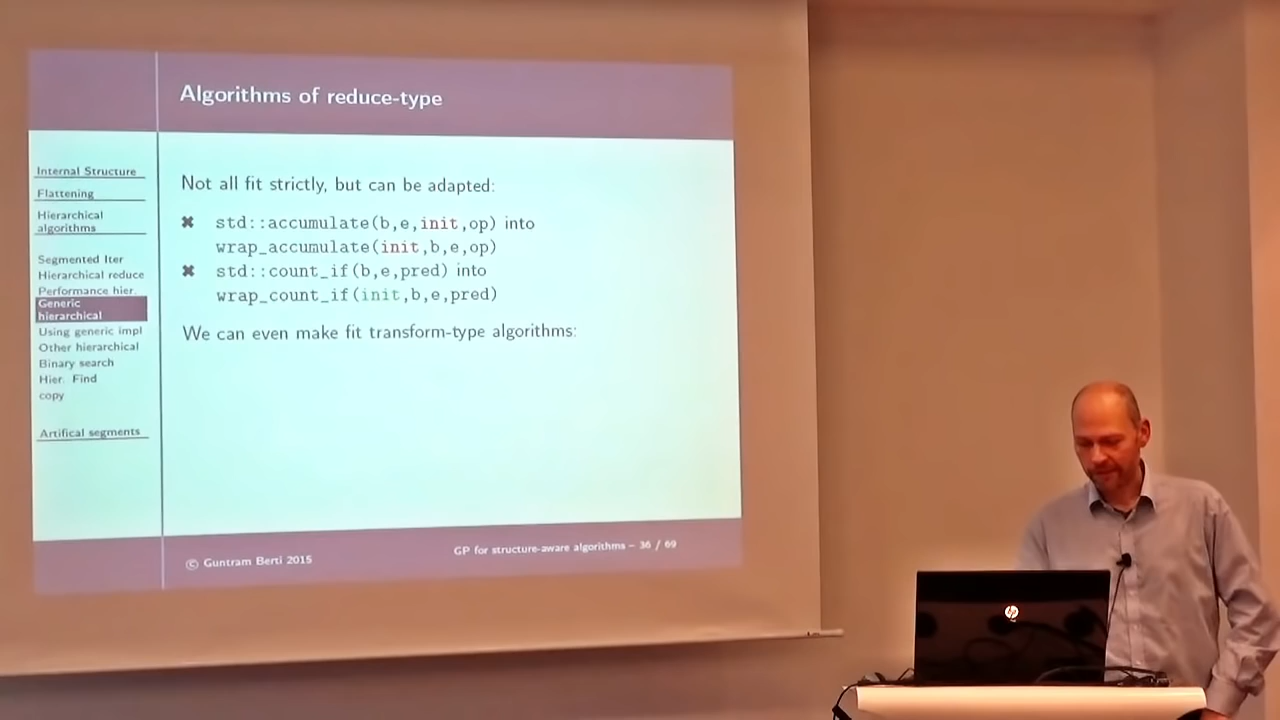 Algorithms of reduce-type
Internal Structure
Flattening
Hierarchical
algorithms
Segmented Iter
Hierarchical reduce
Performance hier.
Generic
hierarchical
Using generic impl
Other hierarchical
Binary search
Hier. Find
copy
Artifical segments
Not all fit strictly, but can be adapted:
✖ std::accumulate(b,e,init,op) into
wrap_accumulate(init,b,e,op)
✖ std::count_if(b,e,pred) into
wrap_count_if(init,b,e,pred)
We can even make fit transform-type algorithms:
© Guntram Berti 2015
GP for structure-aware algorithms – 36 / 69
hp